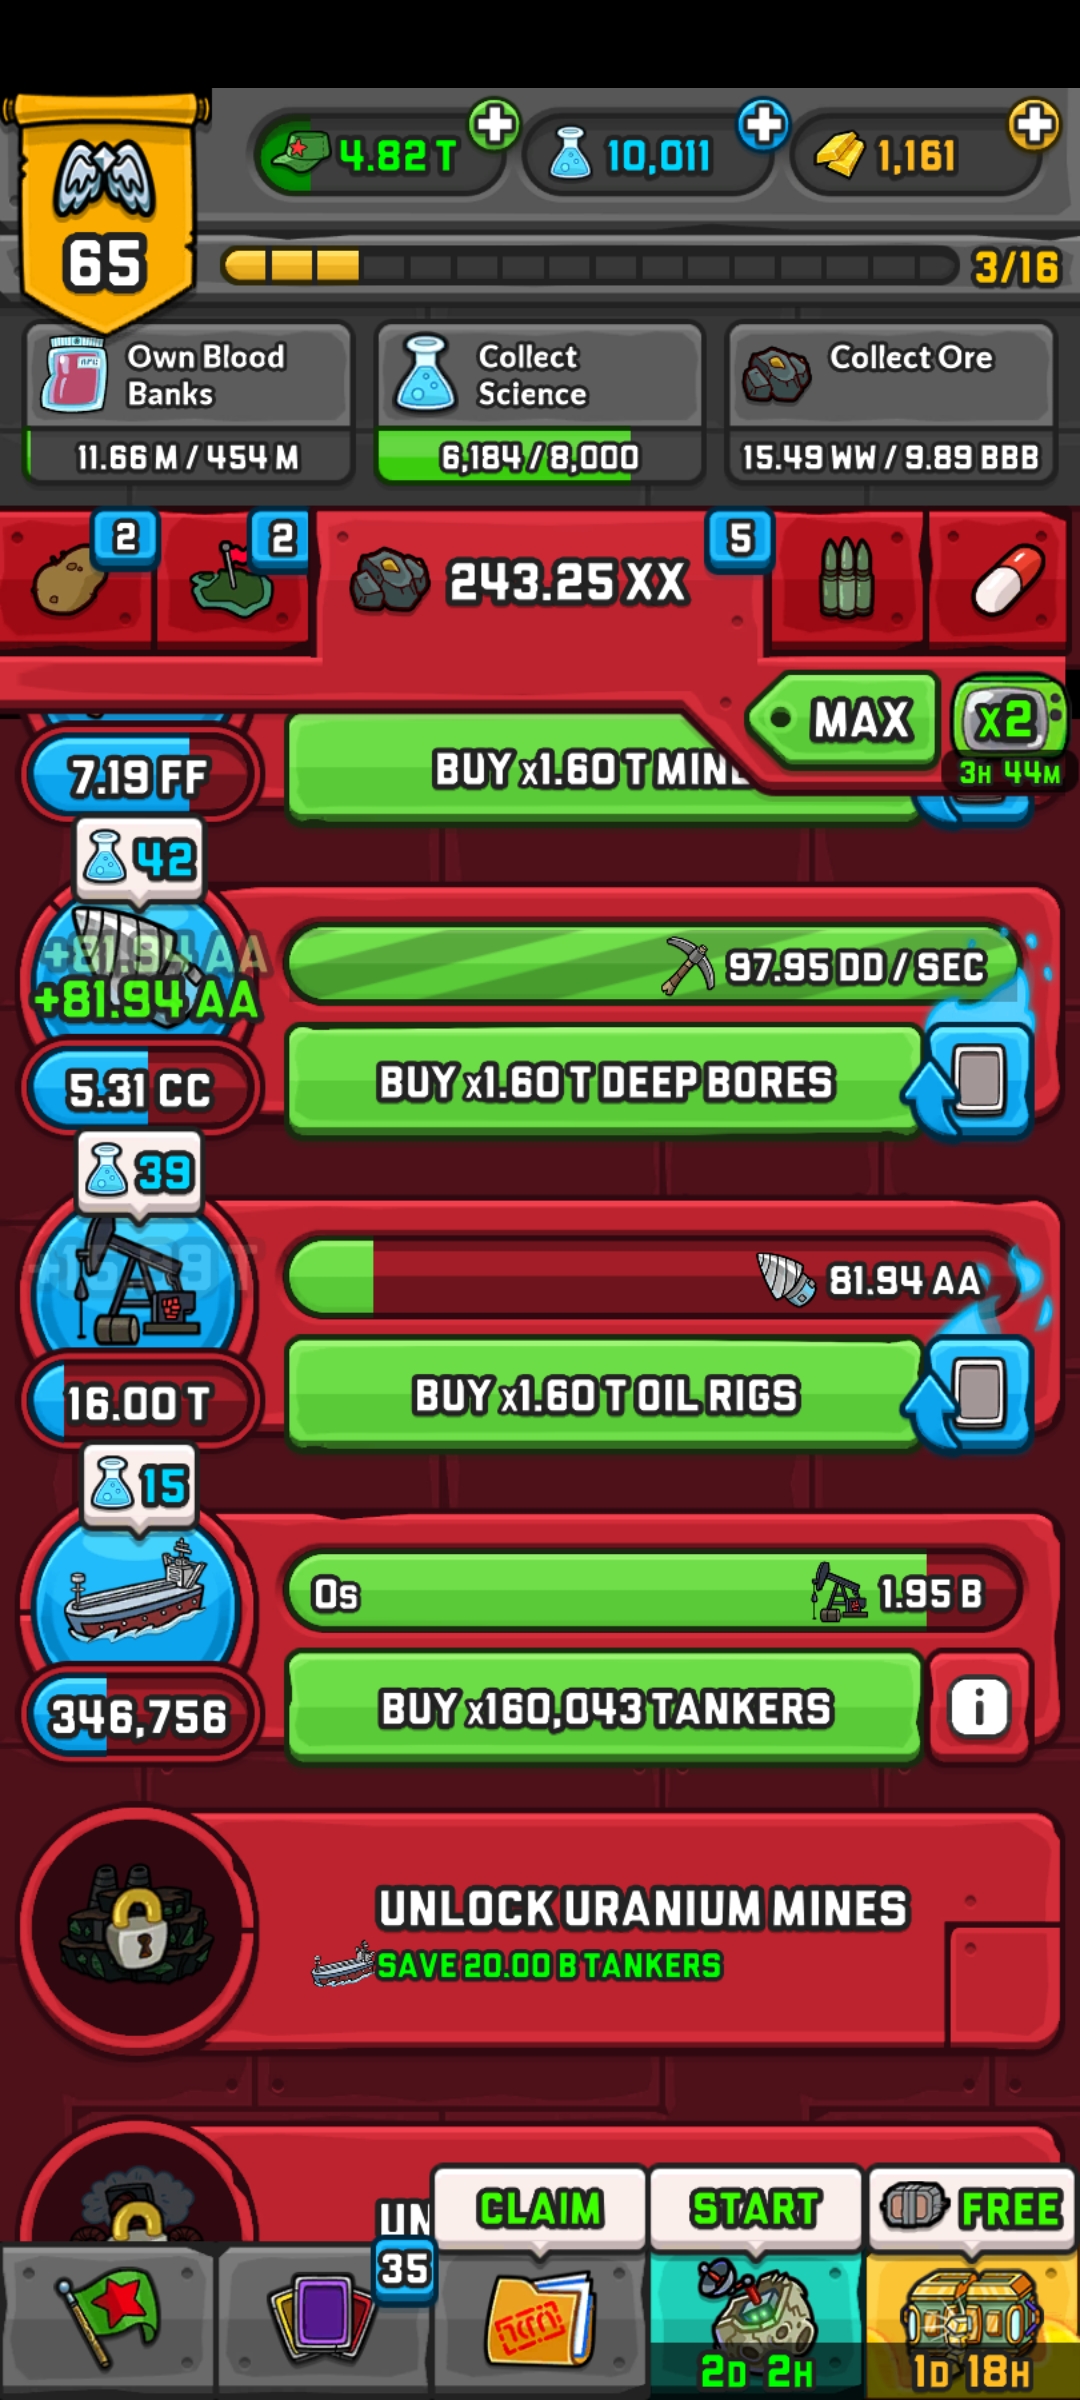 4.82 T
10,011
1,161
65
3/16
Own Blood
Banks
11.66 M / 454 M
Collect
Science
6,184 / 8,000
Collect Ore
15.49 WW / 9.89 BBB
2
2
243.25 XX
5
MAX
x2
3H 44M
7.19 FF
BUY x1.60 T
42
+81.94 AA
+81.94 AA
97.95 DD / SEC
5.31 CC
BUY x1.60 T DEEP BORES
39
81.94 AA
16.00 T
BUY x1.60 T OIL RIGS
15
0s
1.95 B
346,756
BUY x160,043 TANKERS
i
UNLOCK URANIUM MINES
SAVE 20.00 B TANKERS
UN
CLAIM
START
FREE
35
2D 2H
1D 18H